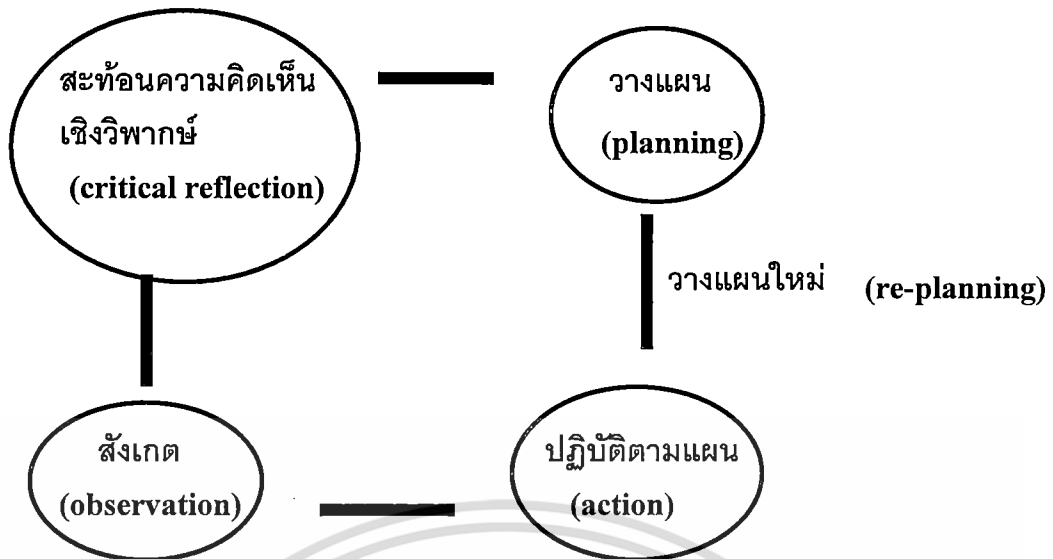 สะท้อนความคิดเห็น
เชิงวิพากษ์
(critical reflection)
วางแผน
(planning)
วางแผนใหม่ (re-planning)
สังเกต
(observation)
ปฏิบัติตามแผน
(action)